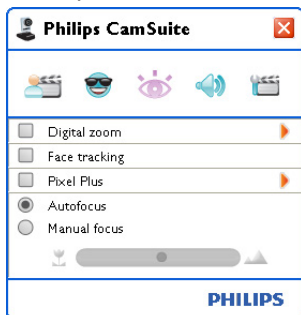 Philips CamSuite
Digital zoom
Face tracking
Pixel Plus
Autofocus
Manual focus
PHILIPS